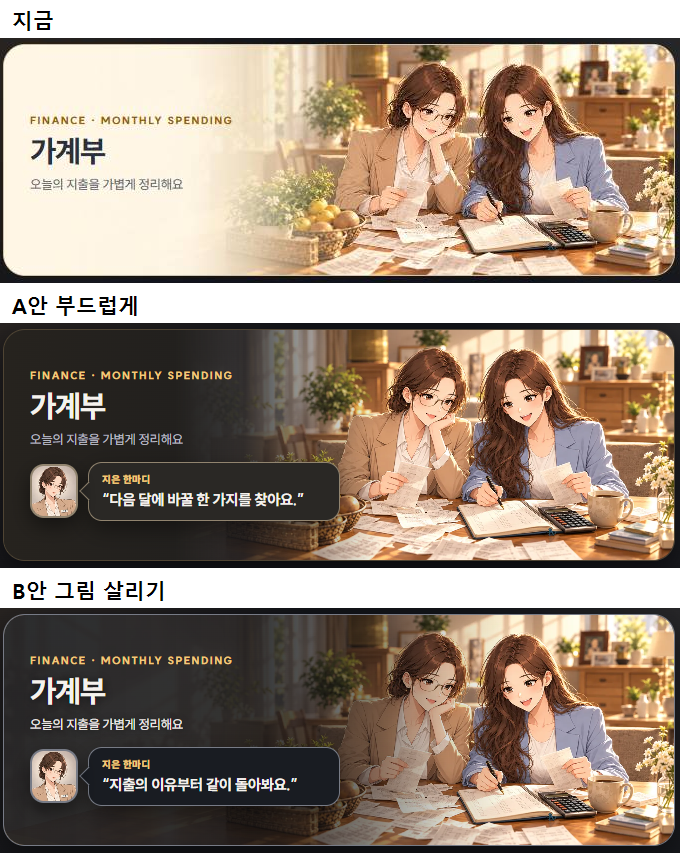 지금
FINANCE · MONTHLY SPENDING
가계부
오늘의 지출을 가볍게 정리해요
A안 부드럽게
FINANCE · MONTHLY SPENDING
가계부
오늘의 지출을 가볍게 정리해요
지은 한마디
“다음 달에 바꿀 한 가지를 찾아요.”
B안 그림 살리기
FINANCE · MONTHLY SPENDING
가계부
오늘의 지출을 가볍게 정리해요
지은 한마디
“지출의 이유부터 같이 돌아봐요.”